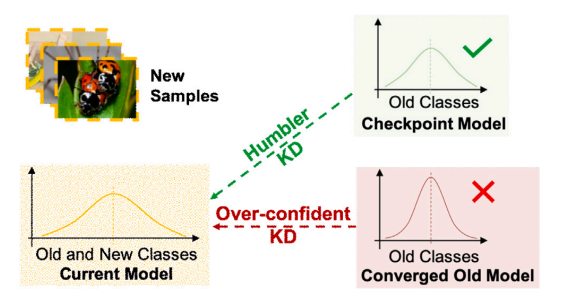 New
Samples
Old Classes
Checkpoint Model
Humbler
KD
Over-confident
KD
Old and New Classes
Current Model
Old Classes
Converged Old Model